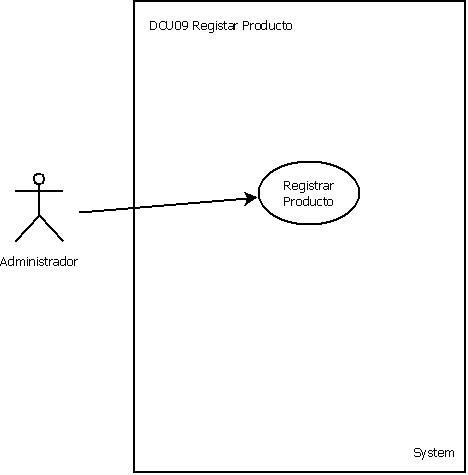 DCU09 Registar Producto
Registrar
Producto
Administrador
System